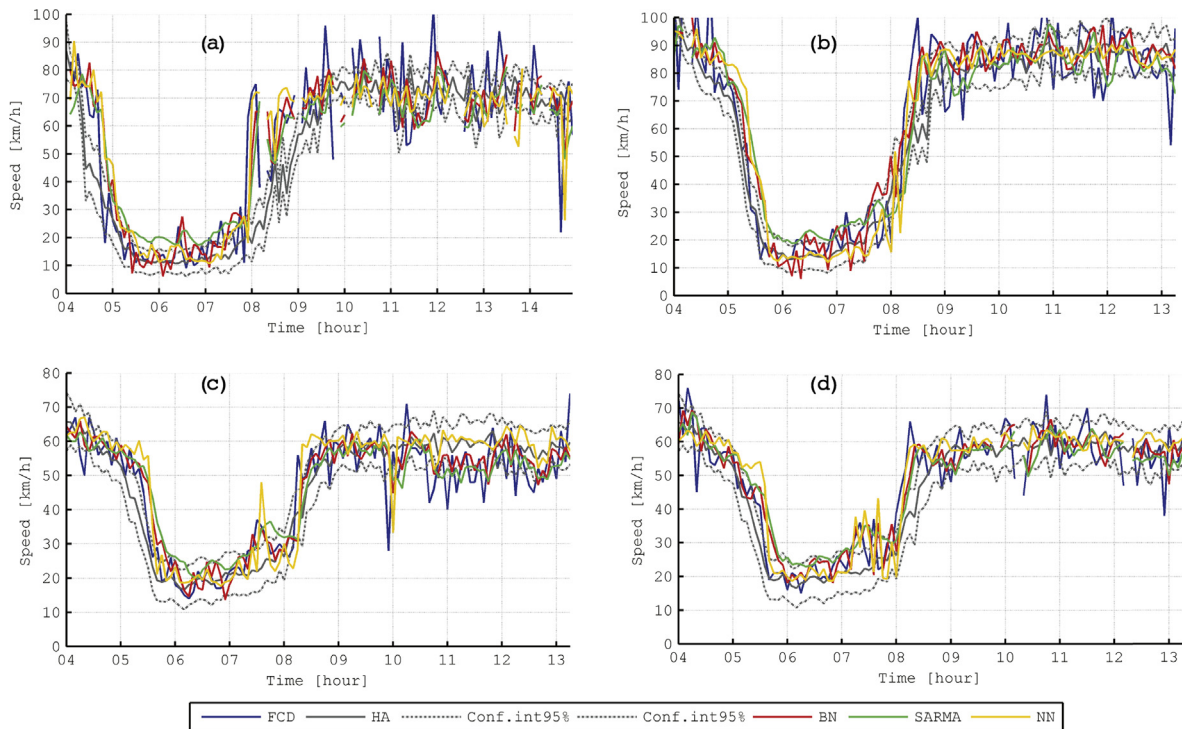 (a)
Speed [km/h]
100
90
80
70
60
50
40
30
20
10
0
04 05 06 07 08 09 10 11 12 13 14
Time [hour]
(b)
Speed [km/h]
100
90
80
70
60
50
40
30
20
10
0
04 05 06 07 08 09 10 11 12 13
Time [hour]
(c)
Speed [km/h]
80
70
60
50
40
30
20
10
0
04 05 06 07 08 09 10 11 12 13
Time [hour]
(d)
Speed [km/h]
80
70
60
50
40
30
20
10
0
04 05 06 07 08 09 10 11 12 13
Time [hour]
FCD HA Conf.int95% Conf.int95% BN SARMA NN